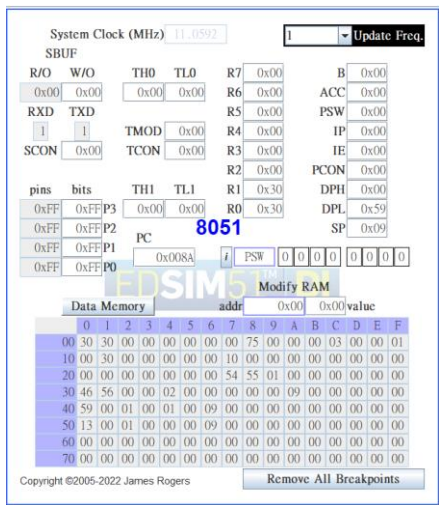 System Clock (MHz) 11.0592 1 Update Freq.
SBUF
R/O W/O TH0 TL0 R7 0x00 B 0x00
0x00 0x00 0x00 0x00 R6 0x00 ACC 0x00
RXD TXD R5 0x00 PSW 0x00
1 1 TMOD 0x00 R4 0x00 IP 0x00
SCON 0x00 TCON 0x00 R3 0x00 IE 0x00
R2 0x00 PCON 0x00
pins bits TH1 TL1 R1 0x30 DPH 0x00
0xFF 0xFF P3 0x00 0x00 R0 0x30 DPL 0x59
0xFF 0xFF P2 8051 SP 0x09
0xFF 0xFF P1 PC
0xFF 0xFF P0 0x008A i PSW 0 0 0 0 0 0 0 0
EDSIM51™ DI
Modify RAM
Data Memory addr 0x00 0x00 value
0 1 2 3 4 5 6 7 8 9 A B C D E F
00 30 30 00 00 00 00 00 00 75 00 00 00 03 00 00 01
10 00 30 00 00 00 00 00 10 00 00 00 00 00 00 00 00
20 00 00 00 00 00 00 00 54 55 01 00 00 00 00 00 00
30 46 56 00 00 02 00 00 00 00 00 00 00 00 00 00 00
40 59 00 01 00 01 00 09 00 00 00 00 00 00 00 00 00
50 13 00 01 00 00 00 09 00 00 00 00 00 00 00 00 00
60 00 00 00 00 00 00 00 00 00 00 00 00 00 00 00 00
70 00 00 00 00 00 00 00 00 00 00 00 00 00 00 00 00
Copyright ©2005-2022 James Rogers Remove All Breakpoints